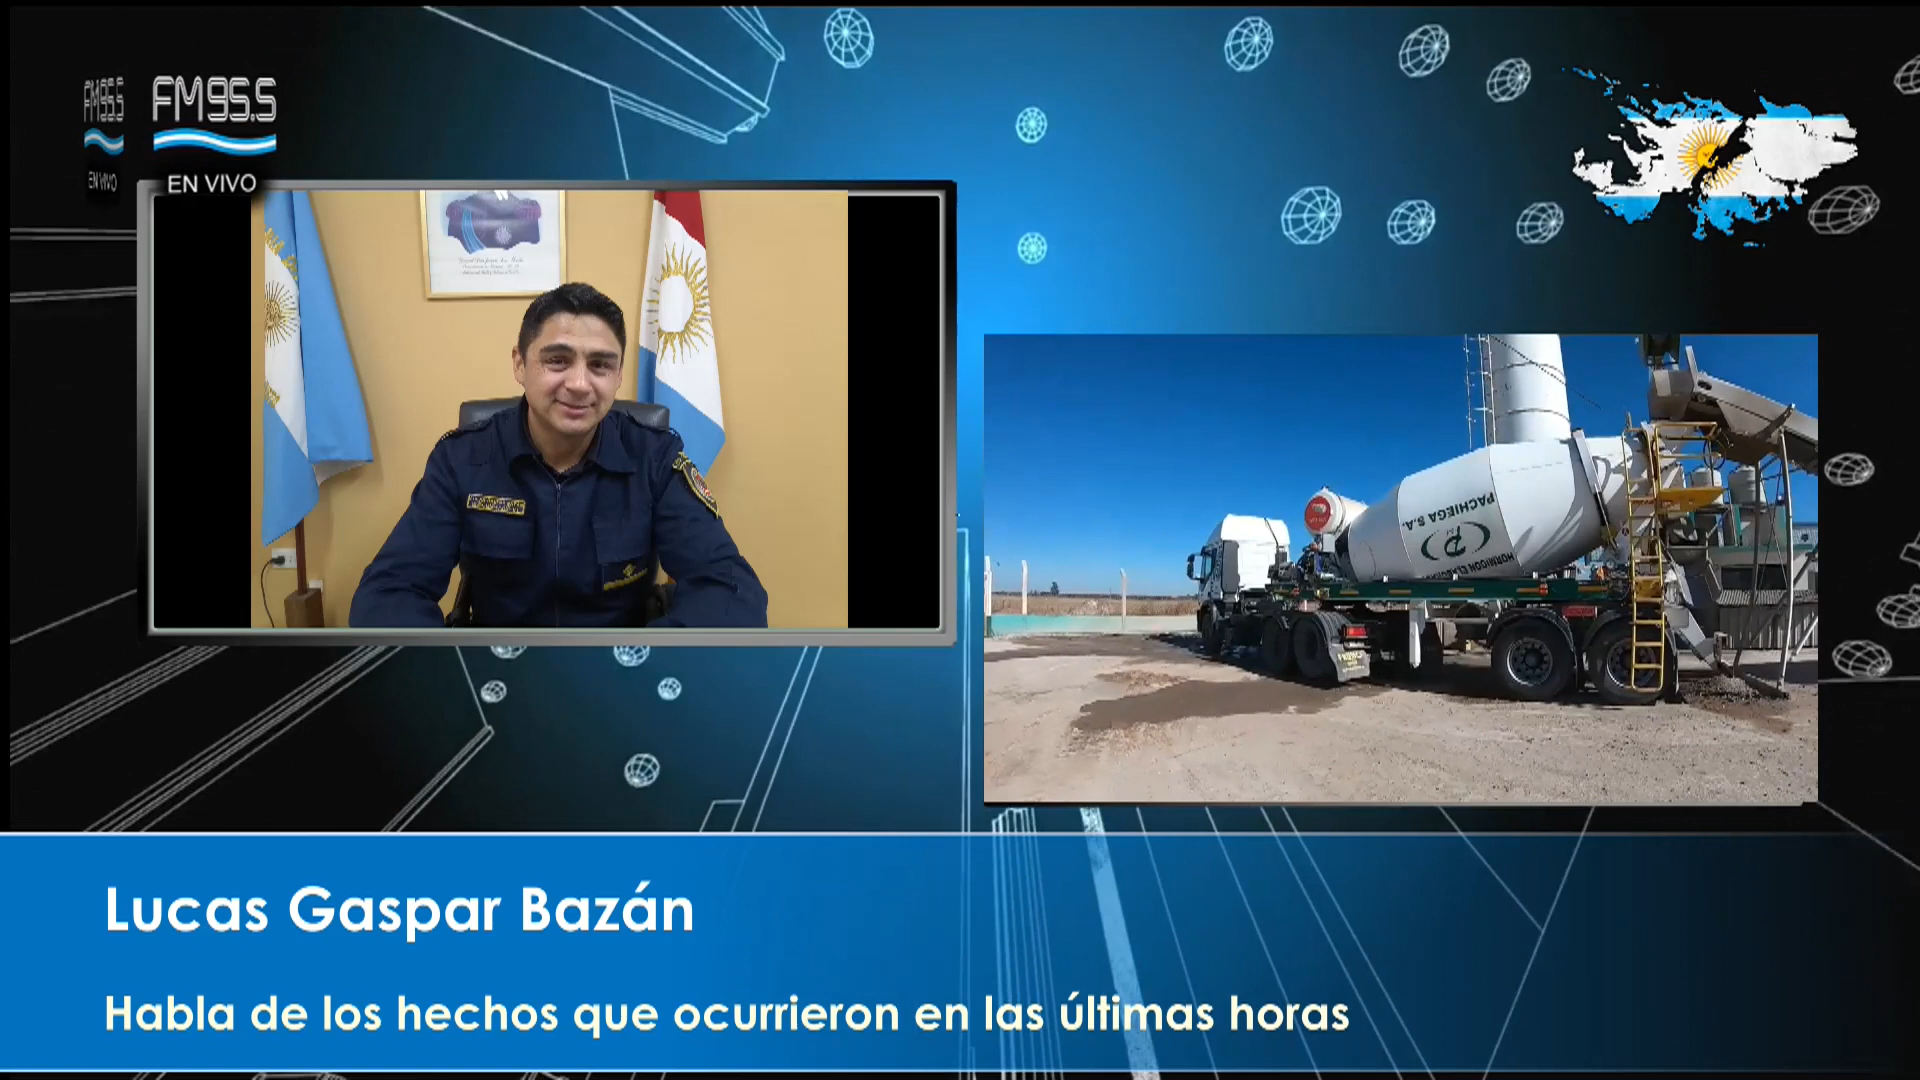 FM95.5
FM95.5
EN VIVO
EN VIVO
PACHIEGA S.A.
Lucas Gaspar Bazán
Habla de los hechos que ocurrieron en las últimas horas